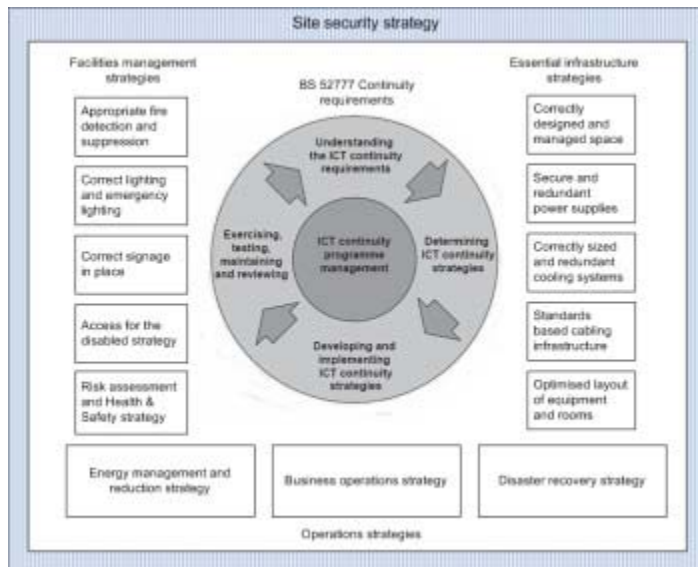 Site security strategy
Facilities management
strategies
Appropriate fire
detection and
suppression
Correct lighting
and emergency
lighting
Correct signage
in place
Access for the
disabled strategy
Risk assessment
and Health &
Safety strategy
BS 52777 Continuity
requirements
Understanding
the ICT continuity
requirements
Exercising,
testing,
maintaining
and reviewing
ICT continuity
programme
management
Determining
ICT continuity
strategies
Developing and
implementing
ICT continuity
strategies
Essential infrastructure
strategies
Correctly
designed and
managed space
Secure and
redundant
power supplies
Correctly sized
and redundant
cooling systems
Standards
based cabling
infrastructure
Optimised layout
of equipment
and rooms
Energy management and
reduction strategy
Business operations strategy
Disaster recovery strategy
Operations strategies